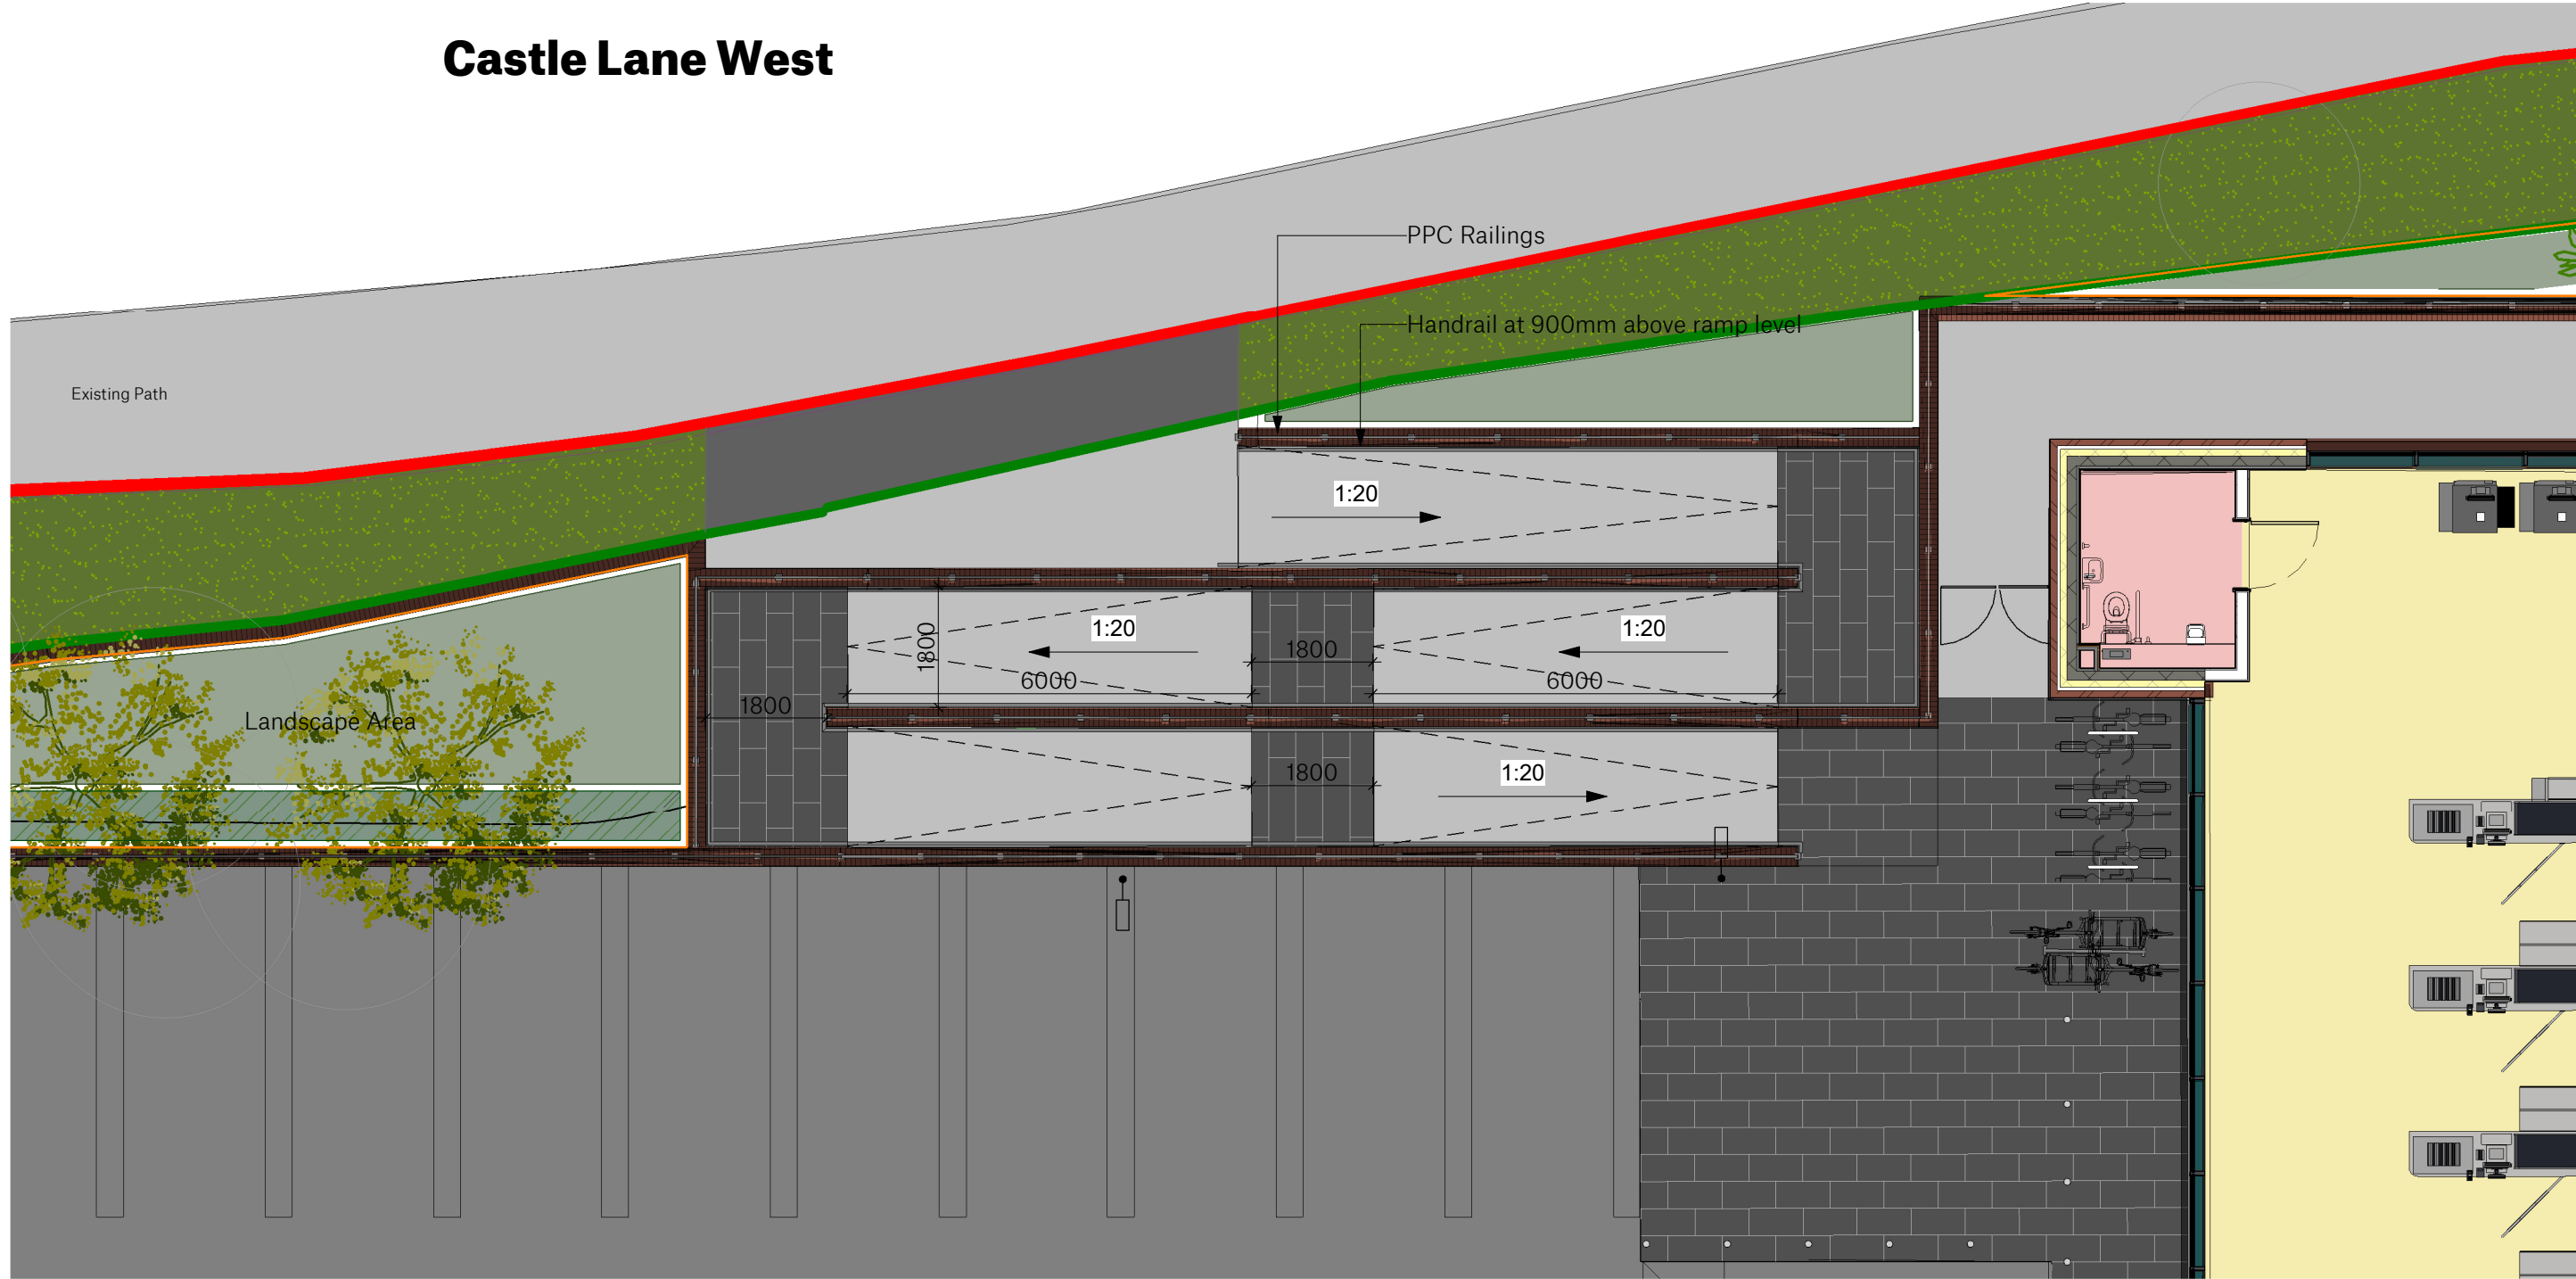 Castle Lane West
PPC Railings
Handrail at 900mm above ramp level
Existing Path
1:20
1:20
1:20
1800
1800
6000
6000
1800
Landscape Area
1800
1:20